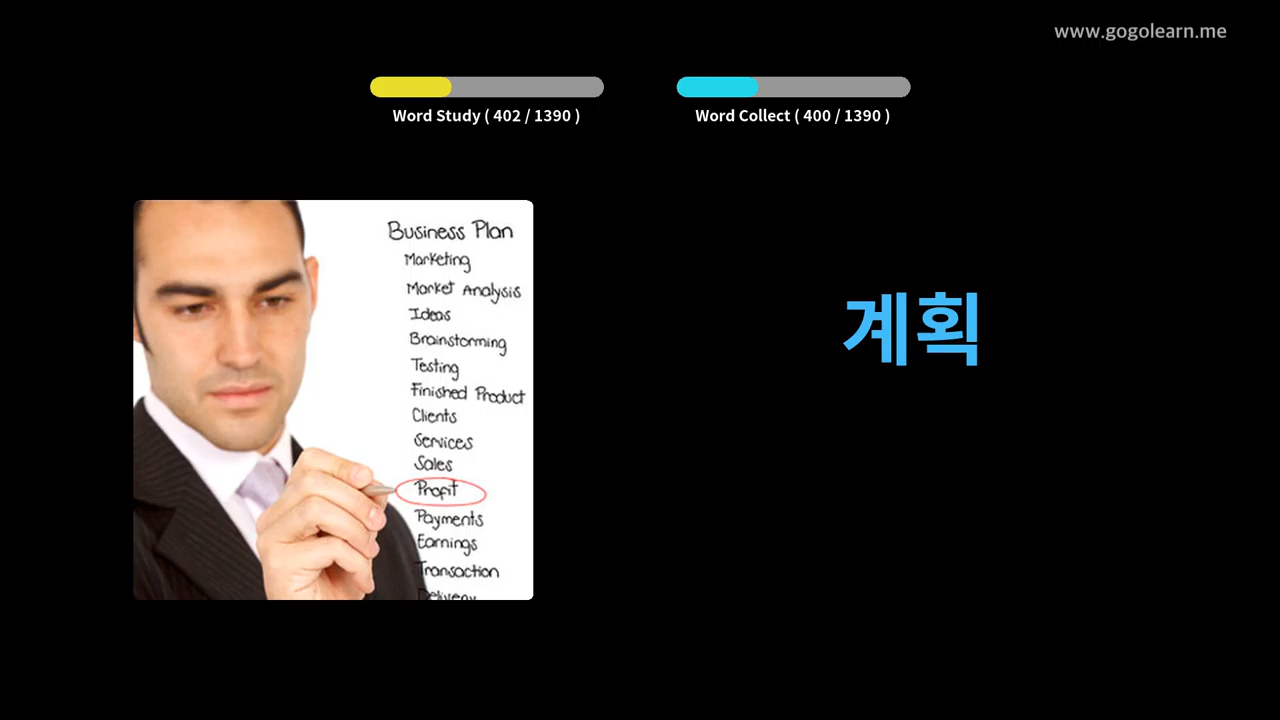 www.gogolearn.me
Word Study ( 402 / 1390 )
Word Collect ( 400 / 1390 )
Business Plan
Marketing
Market Analysis
Ideas
Brainstorming
Testing
Finished Product
Clients
Services
Sales
Profit
Payments
Earnings
Transaction
Delivery
계획